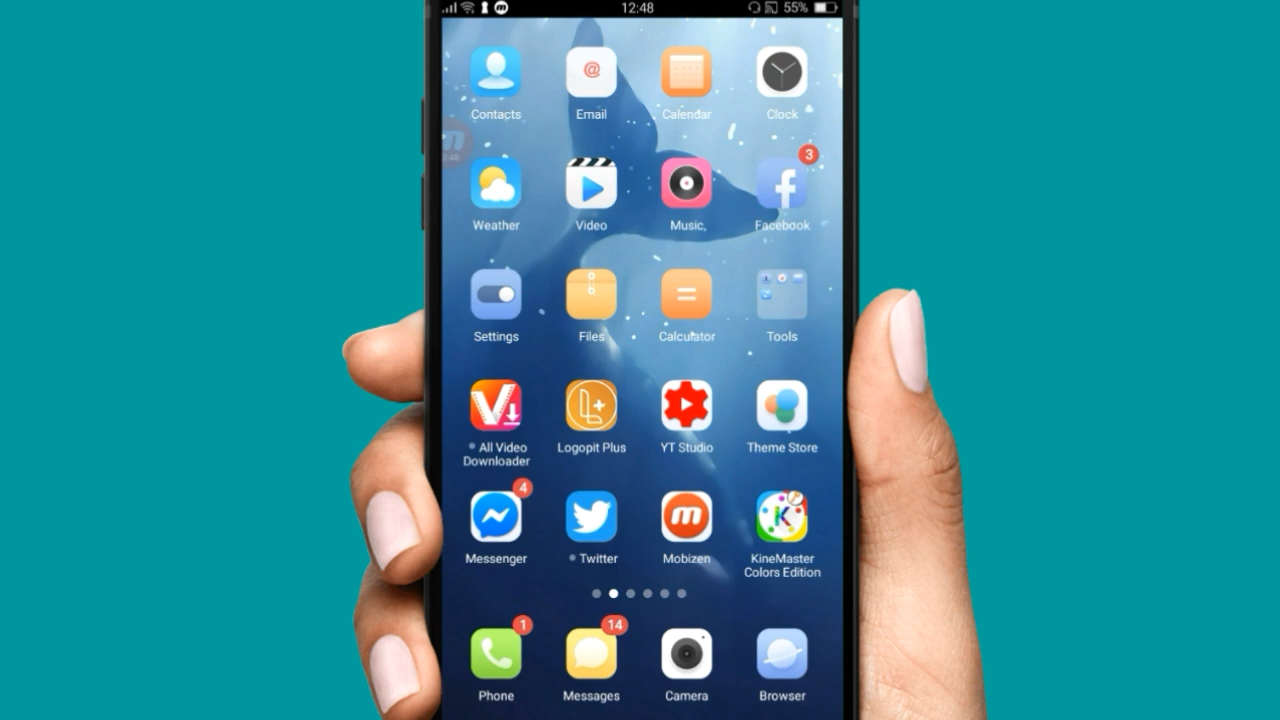 12:48
55%
@
Contacts
Email
Calendar
Clock
3
Weather
Video
Music,
Facebook
Settings
Files
Calculator
Tools
All Video
Downloader
Logopit Plus
YT Studio
Theme Store
4
Messenger
Twitter
Mobizen
KineMaster
Colors Edition
1
14
Phone
Messages
Camera
Browser